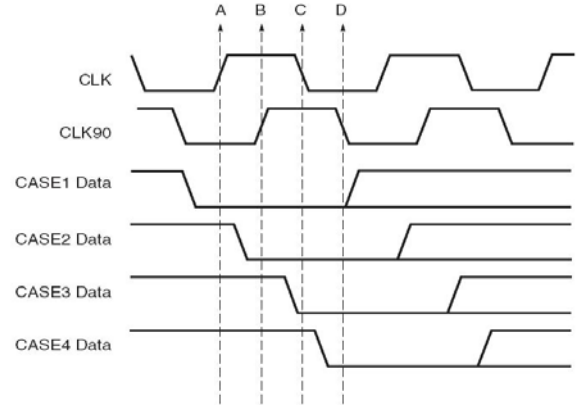 A B C D
CLK
CLK90
CASE1 Data
CASE2 Data
CASE3 Data
CASE4 Data